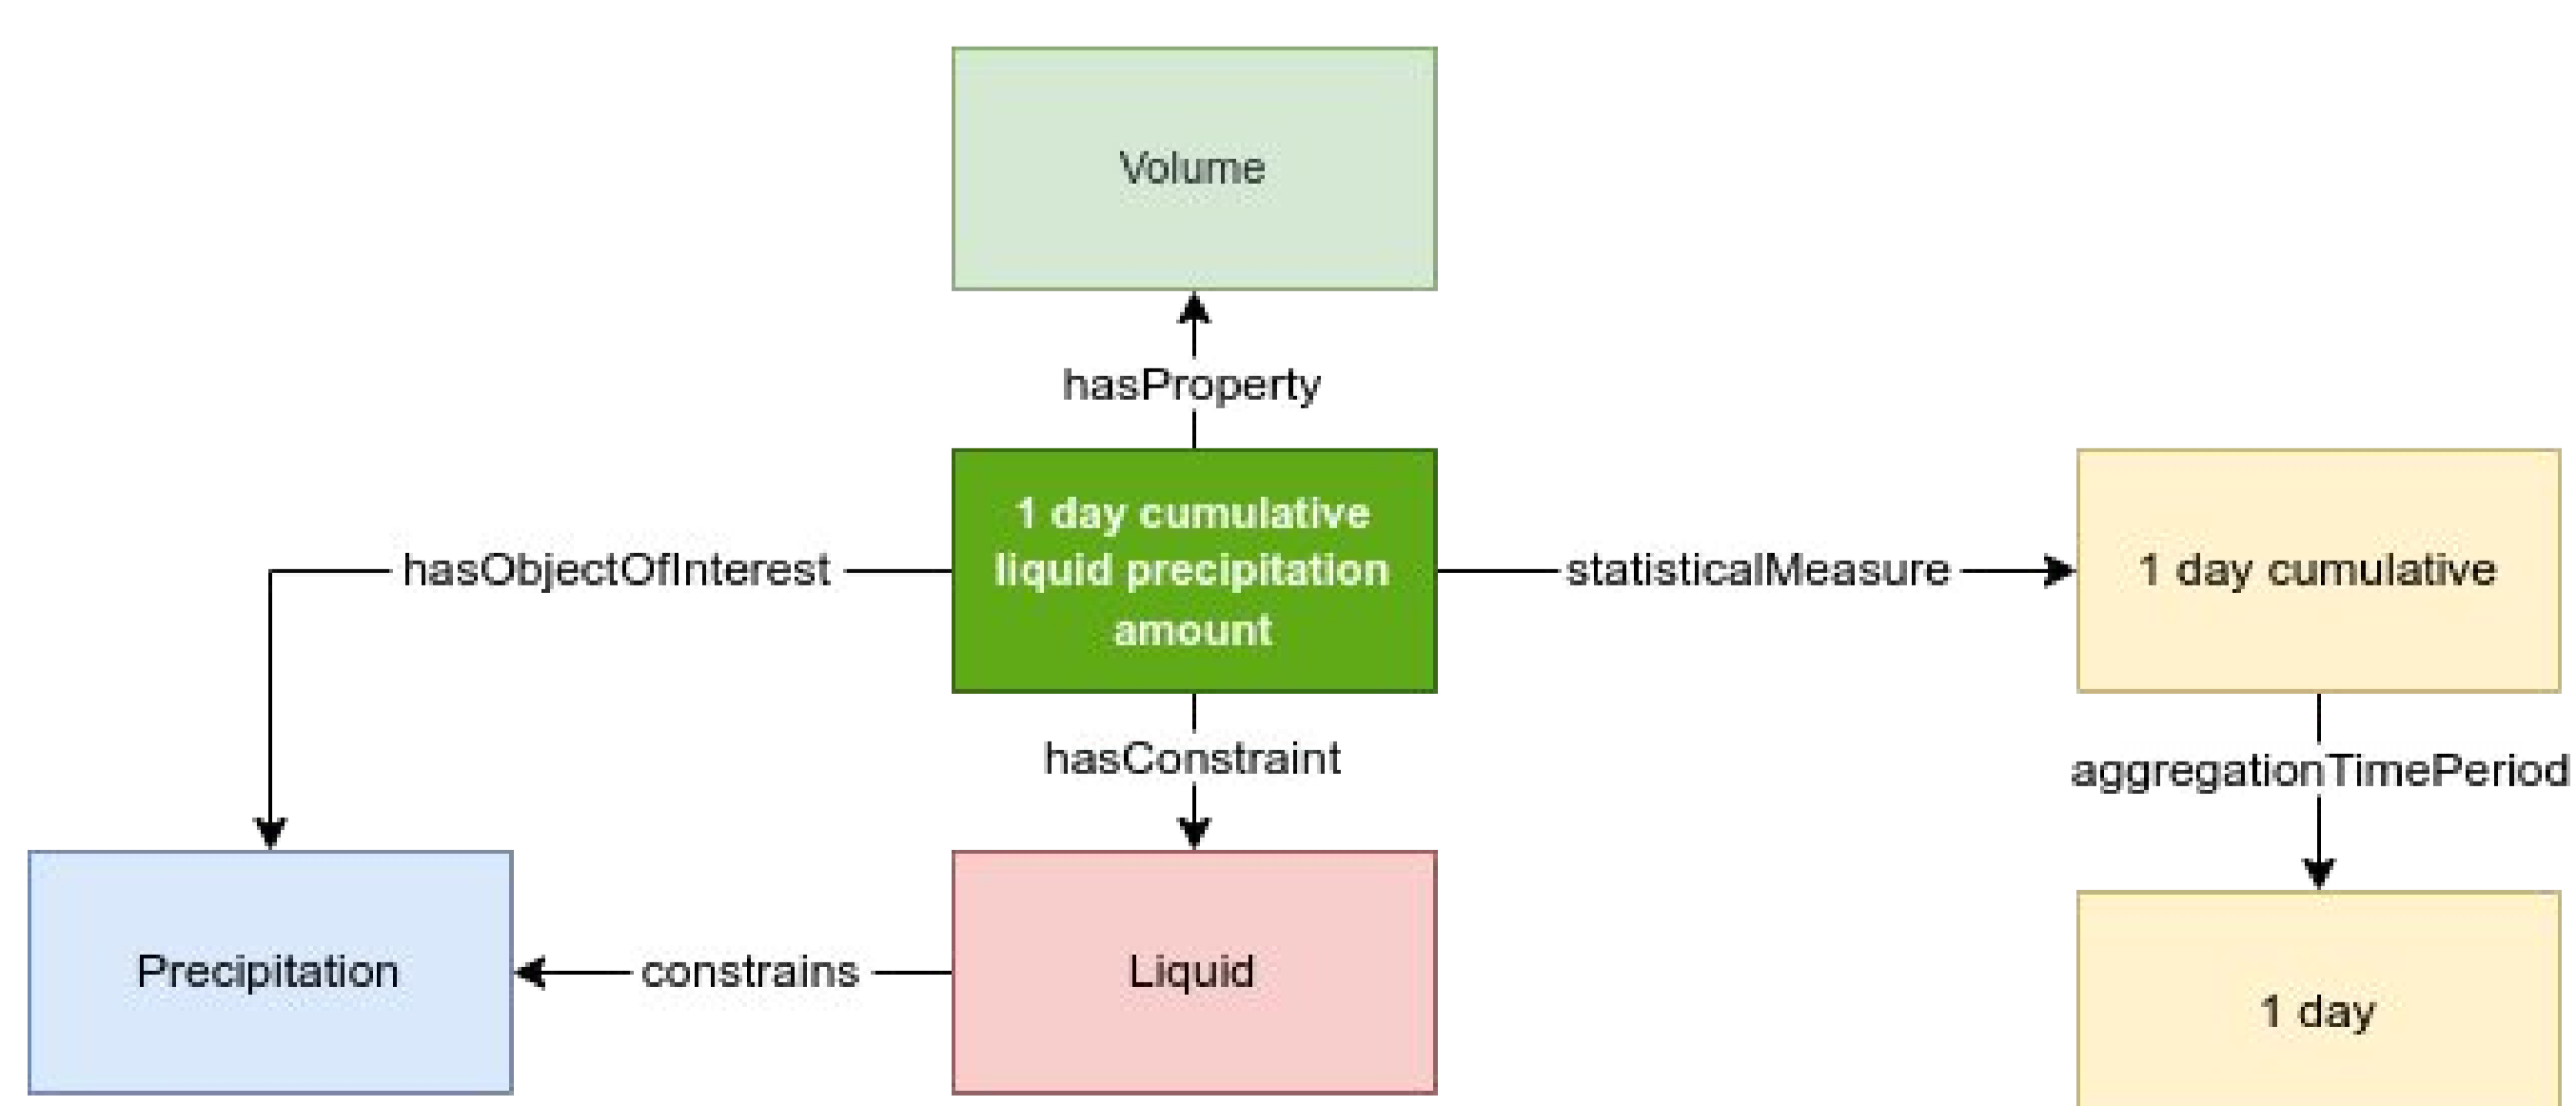 Volume
hasProperty
1 day cumulative
liquid precipitation
amount
hasObjectOfInterest
statisticalMeasure
1 day cumulative
hasConstraint
aggregationTimePeriod
Precipitation
constrains
Liquid
1 day